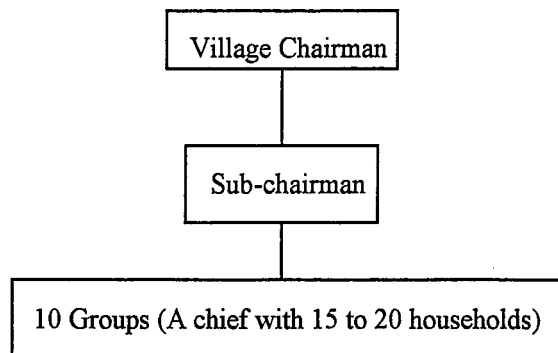 Village Chairman
Sub-chairman
10 Groups (A chief with 15 to 20 households)